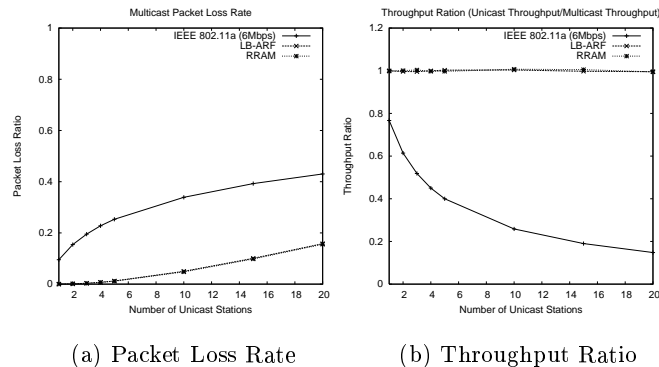 Multicast Packet Loss Rate
IEEE 802.11a (6Mbps)
LB-ARF
RRAM
1
0.8
0.6
0.4
0.2
0
Packet Loss Ratio
2 4 6 8 10 12 14 16 18 20
Number of Unicast Stations
(a) Packet Loss Rate
Throughput Ration (Unicast Throughput/Multicast Throughput)
IEEE 802.11a (6Mbps)
LB-ARF
RRAM
1.2
1
0.8
0.6
0.4
0.2
0
Throughput Ratio
2 4 6 8 10 12 14 16 18 20
Number of Unicast Stations
(b) Throughput Ratio